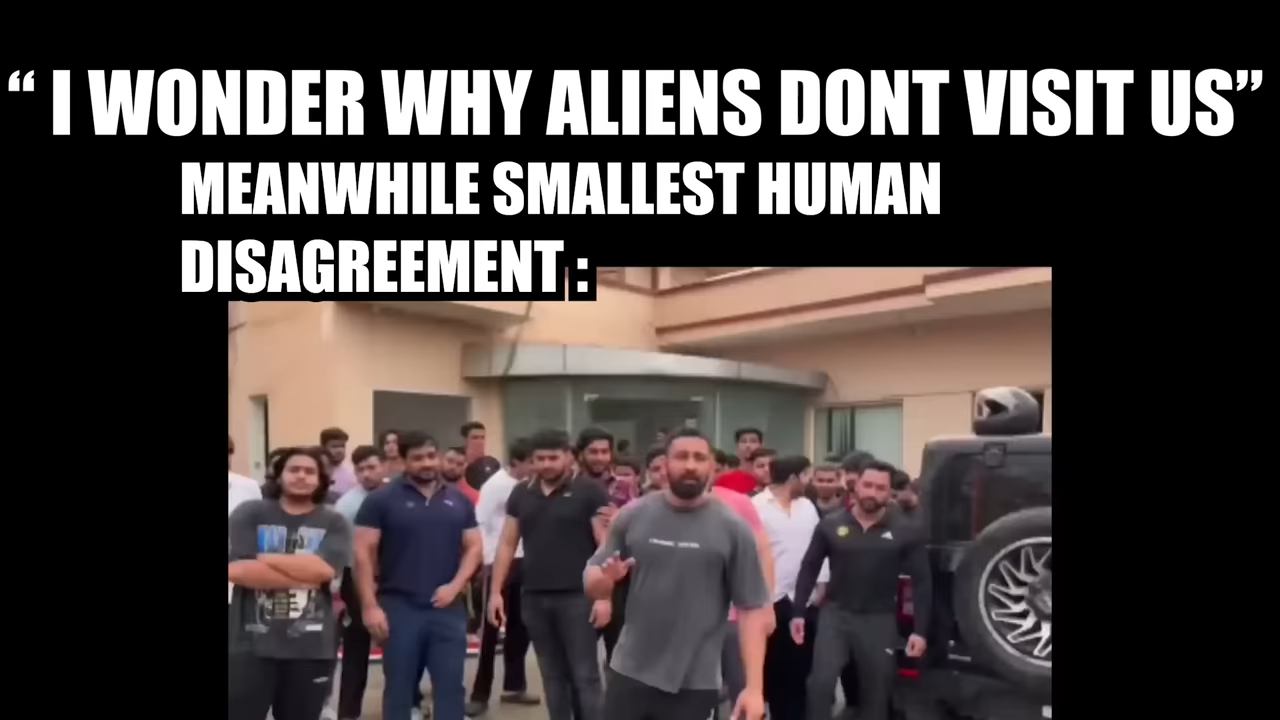 “ I WONDER WHY ALIENS DONT VISIT US”
MEANWHILE SMALLEST HUMAN
DISAGREEMENT :